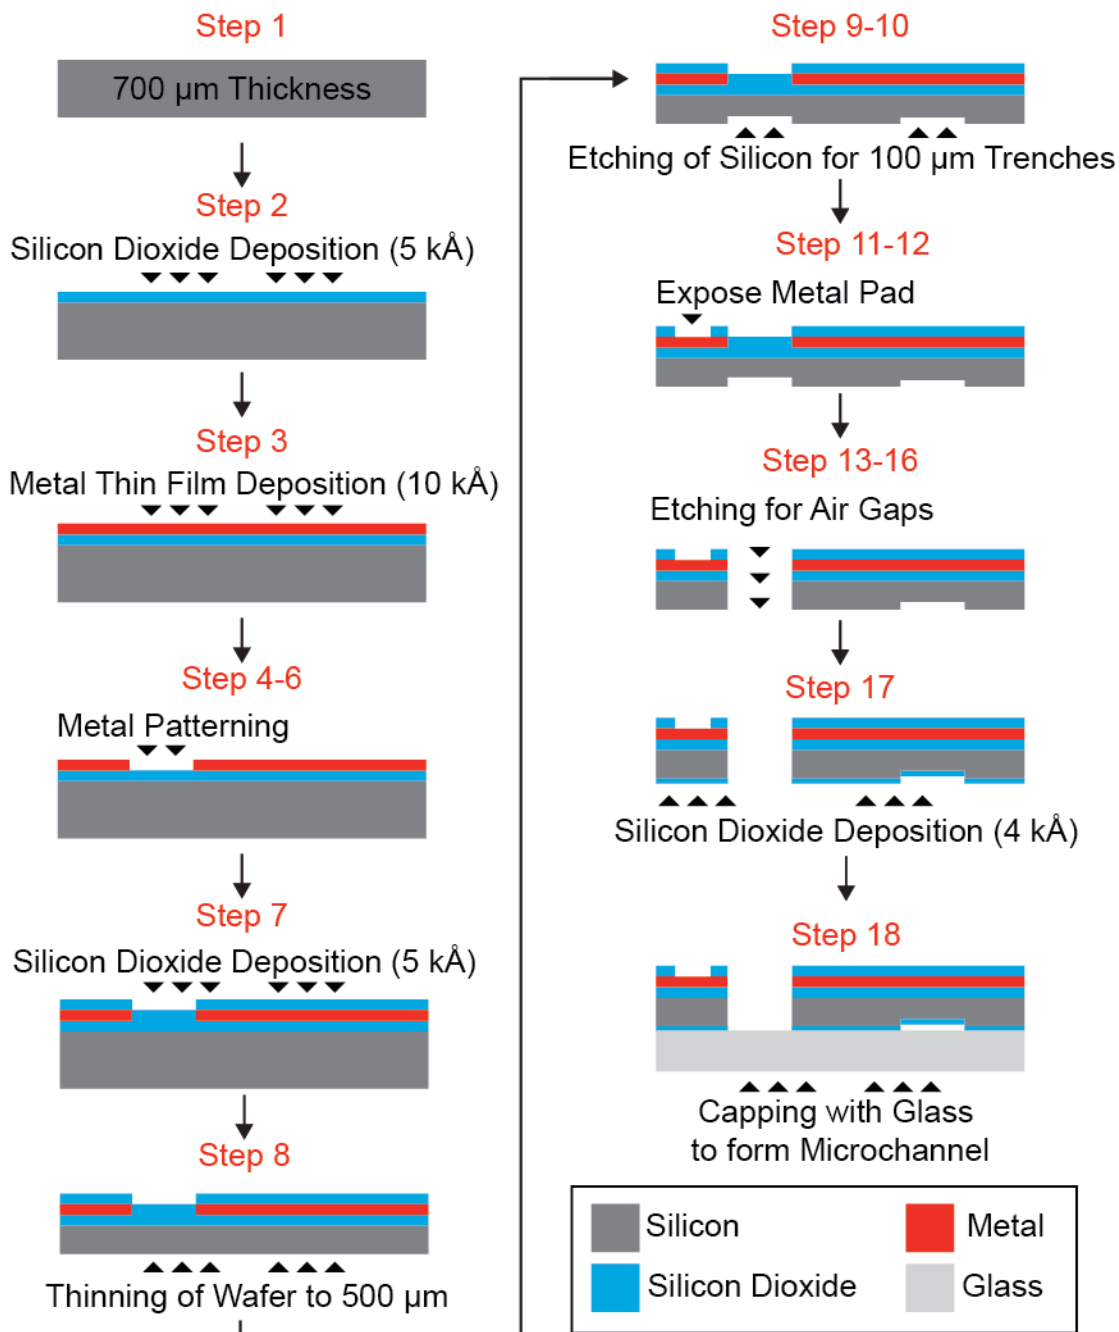 Step 1
700 µm Thickness
Step 2
Silicon Dioxide Deposition (5 kÅ)
Step 3
Metal Thin Film Deposition (10 kÅ)
Step 4-6
Metal Patterning
Step 7
Silicon Dioxide Deposition (5 kÅ)
Step 8
Thinning of Wafer to 500 µm
Step 9-10
Etching of Silicon for 100 µm Trenches
Step 11-12
Expose Metal Pad
Step 13-16
Etching for Air Gaps
Step 17
Silicon Dioxide Deposition (4 kÅ)
Step 18
Capping with Glass
to form Microchannel
Silicon
Metal
Silicon Dioxide
Glass